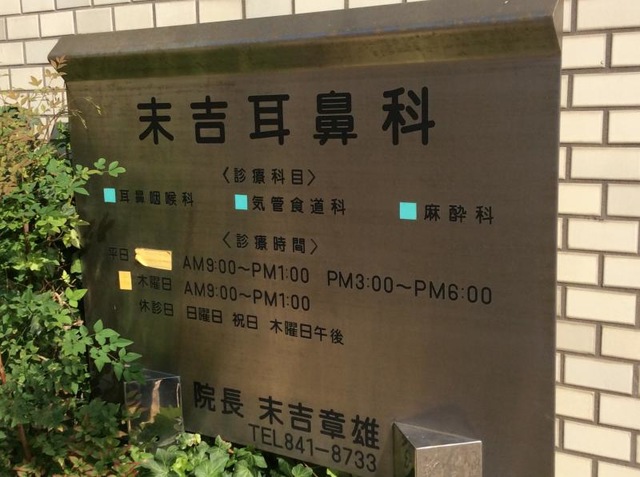 末吉耳鼻科
〈診療科目〉
耳鼻咽喉科 気管食道科 麻酔科
〈診療時間〉
平日 AM9:00～PM1:00 PM3:00～PM6:00
木曜日 AM9:00～PM1:00
休診日 日曜日 祝日 木曜日午後
院長 末吉章雄
TEL841-8733